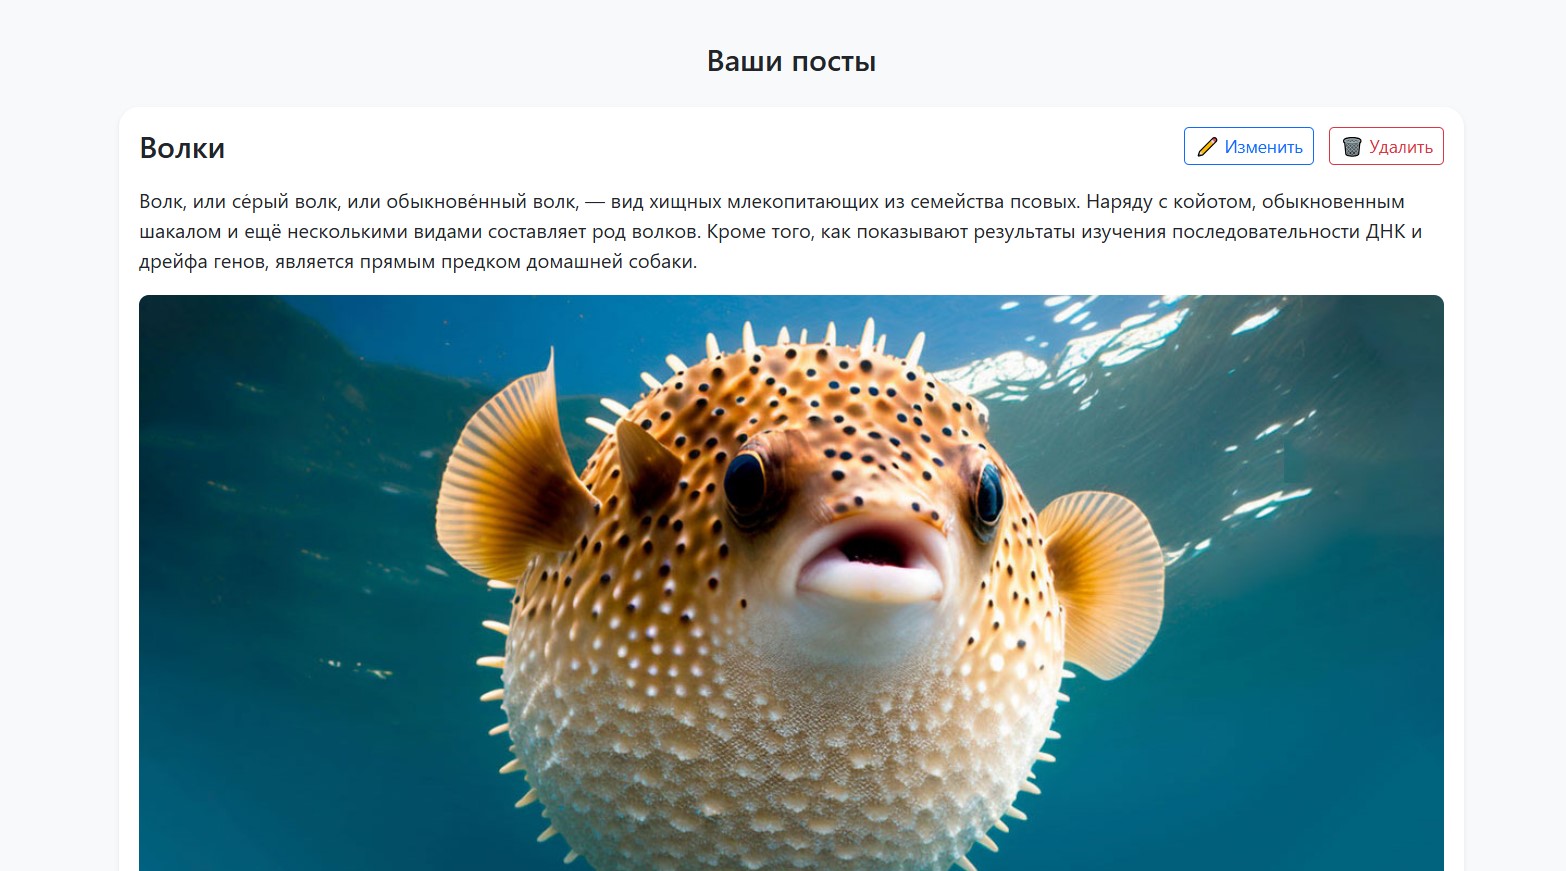 Ваши посты
Волки
Изменить
Удалить
Волк, или се́рый волк, или обыкнове́нный волк, — вид хищных млекопитающих из семейства псовых. Наряду с койотом, обыкновенным
шакалом и ещё несколькими видами составляет род волков. Кроме того, как показывают результаты изучения последовательности ДНК и
дрейфа генов, является прямым предком домашней собаки.